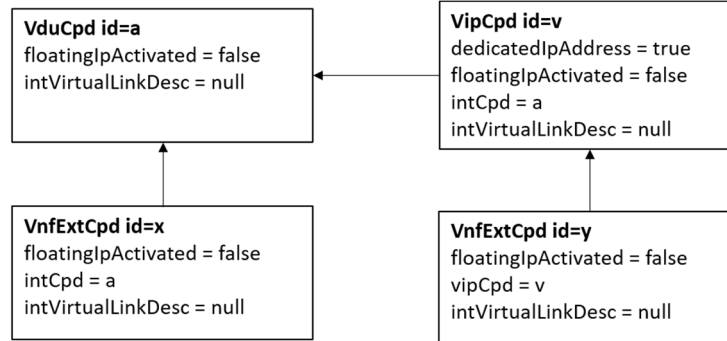 VduCpd id=a
floatingIpActivated = false
intVirtualLinkDesc = null
VipCpd id=v
dedicatedIpAddress = true
floatingIpActivated = false
intCpd = a
intVirtualLinkDesc = null
VnfExtCpd id=x
floatingIpActivated = false
intCpd = a
intVirtualLinkDesc = null
VnfExtCpd id=y
floatingIpActivated = false
vipCpd = v
intVirtualLinkDesc = null